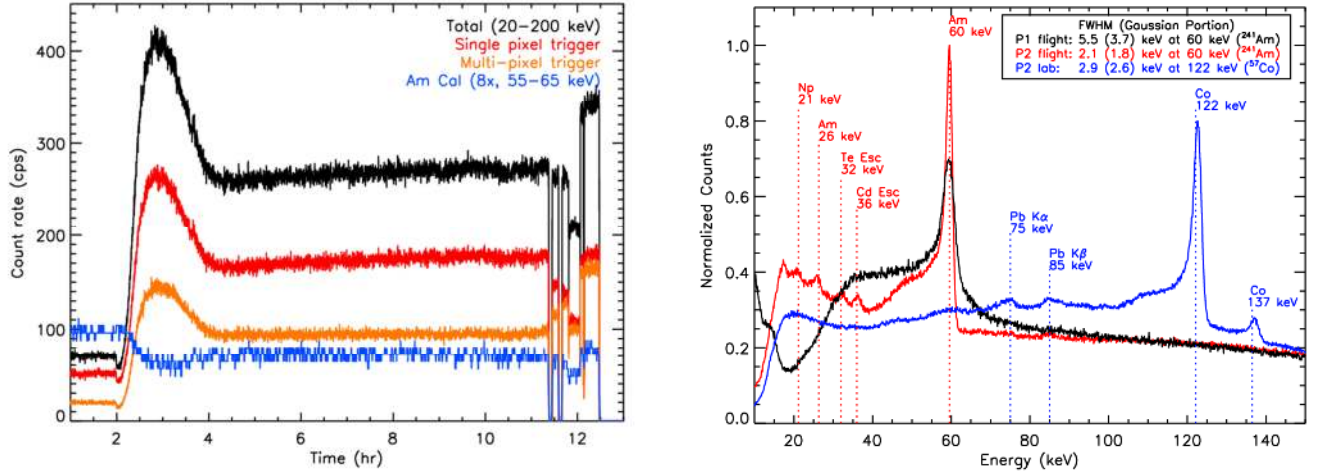 Total (20-200 keV)
Single pixel trigger
Multi-pixel trigger
Am Cal (8x, 55-65 keV)
400
300
200
100
0
Count rate (cps)
2
4
6
8
10
12
Time (hr)
Am
60 keV
FWHM (Gaussian Portion)
P1 flight: 5.5 (3.7) keV at 60 keV (²⁴¹Am)
P2 flight: 2.1 (1.8) keV at 60 keV (²⁴¹Am)
P2 lab: 2.9 (2.6) keV at 122 keV (⁵⁷Co)
Np
21 keV
Am
26 keV
Te Esc
32 keV
Cd Esc
36 keV
Pb Kα
75 keV
Pb Kβ
85 keV
Co
122 keV
Co
137 keV
1.0
0.8
0.6
0.4
0.2
0.0
Normalized Counts
20
40
60
80
100
120
140
Energy (keV)